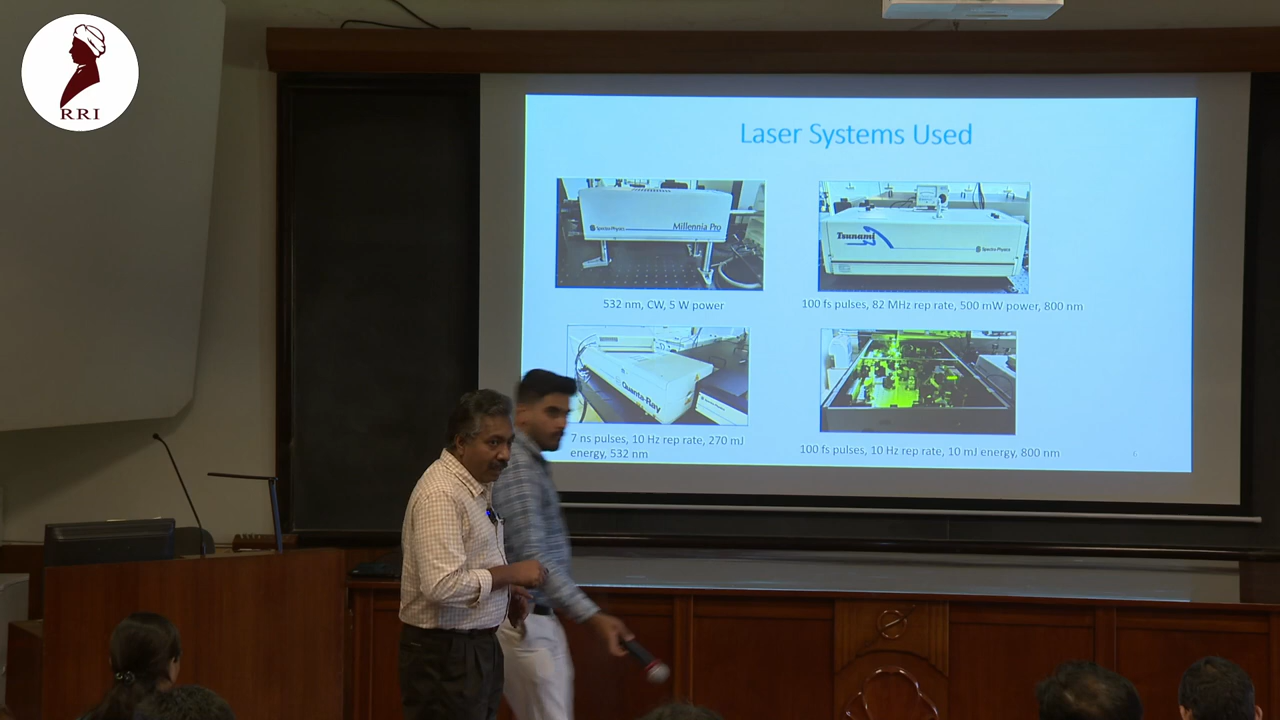 RRI
Laser Systems Used
Spectra-Physics
Millennia Pro
Tsunami
Spectra-Physics
532 nm, CW, 5 W power
100 fs pulses, 82 MHz rep rate, 500 mW power, 800 nm
Quanta-Ray
7 ns pulses, 10 Hz rep rate, 270 mJ
energy, 532 nm
100 fs pulses, 10 Hz rep rate, 10 mJ energy, 800 nm
6